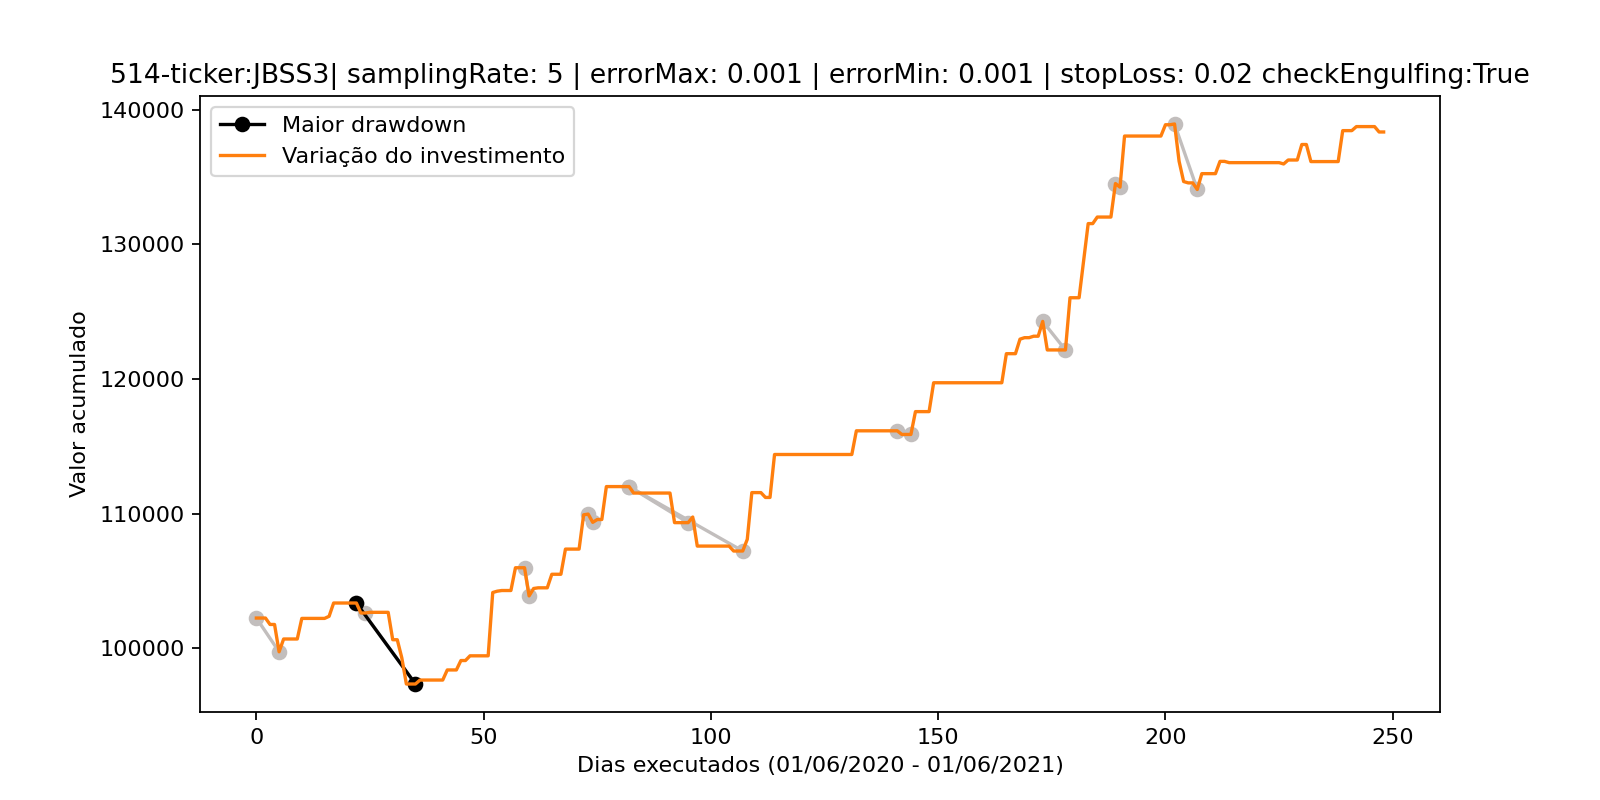 514-ticker:JBSS3| samplingRate: 5 | errorMax: 0.001 | errorMin: 0.001 | stopLoss: 0.02 checkEngulfing:True
Maior drawdown
Variação do investimento
140000
130000
120000
110000
100000
Valor acumulado
0 50 100 150 200 250
Dias executados (01/06/2020 - 01/06/2021)